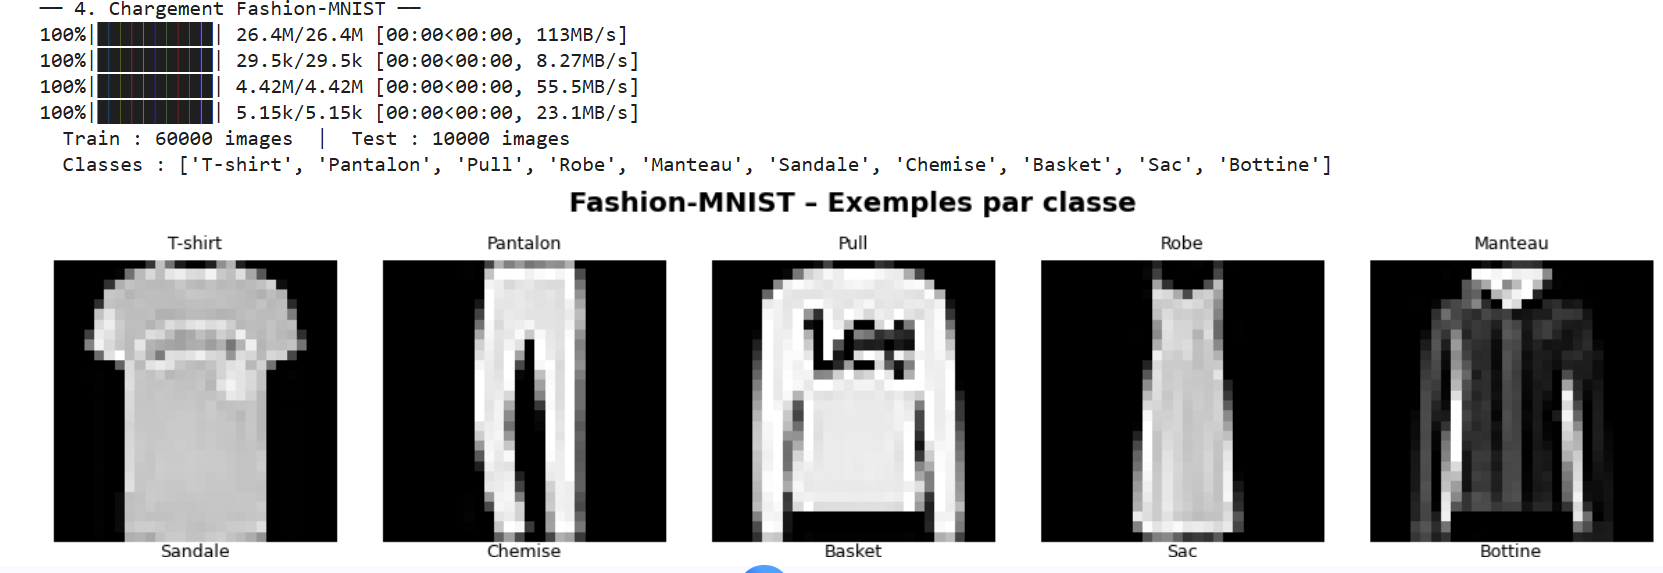 ── 4. Chargement Fashion-MNIST ──
100%|██████████| 26.4M/26.4M [00:00<00:00, 113MB/s]
100%|██████████| 29.5k/29.5k [00:00<00:00, 8.27MB/s]
100%|██████████| 4.42M/4.42M [00:00<00:00, 55.5MB/s]
100%|██████████| 5.15k/5.15k [00:00<00:00, 23.1MB/s]
Train : 60000 images │ Test : 10000 images
Classes : ['T-shirt', 'Pantalon', 'Pull', 'Robe', 'Manteau', 'Sandale', 'Chemise', 'Basket', 'Sac', 'Bottine']
Fashion-MNIST – Exemples par classe
T-shirt Pantalon Pull Robe Manteau
Sandale Chemise Basket Sac Bottine